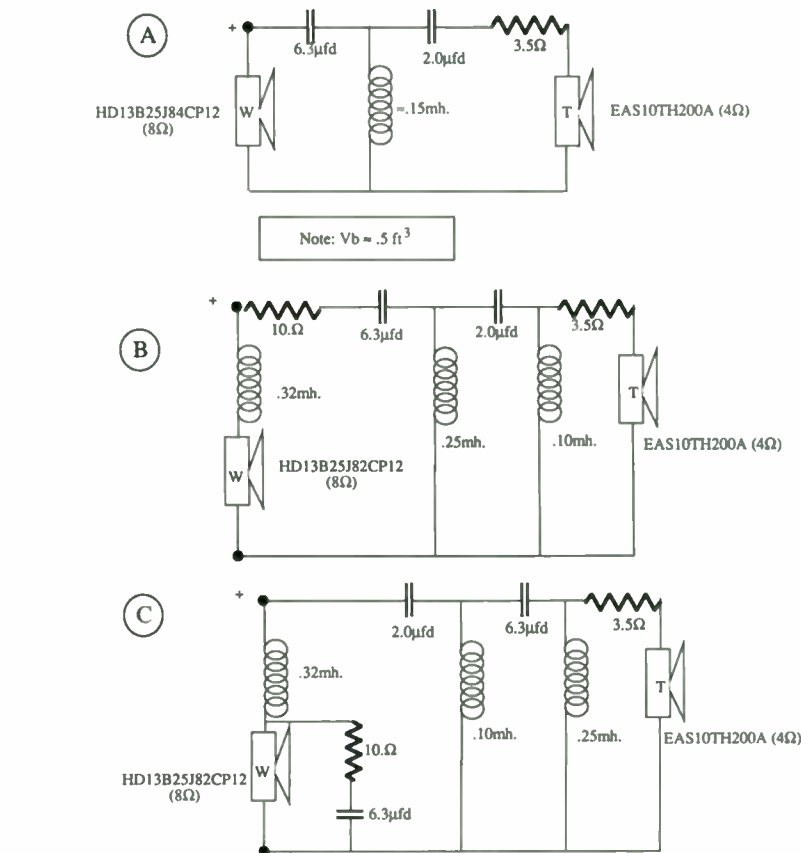 A
+
6.3µfd
2.0µfd
3.5Ω
HD13B25J84CP12
(8Ω)
W
≈.15mh.
T
EAS10TH200A (4Ω)
Note: Vb ≈ .5 ft³
B
+
10.Ω
6.3µfd
2.0µfd
3.5Ω
.32mh.
.25mh.
.10mh.
T
EAS10TH200A (4Ω)
W
HD13B25J82CP12
(8Ω)
C
+
2.0µfd
6.3µfd
3.5Ω
.32mh.
.10mh.
.25mh.
T
EAS10TH200A (4Ω)
10.Ω
HD13B25J82CP12
(8Ω)
W
6.3µfd